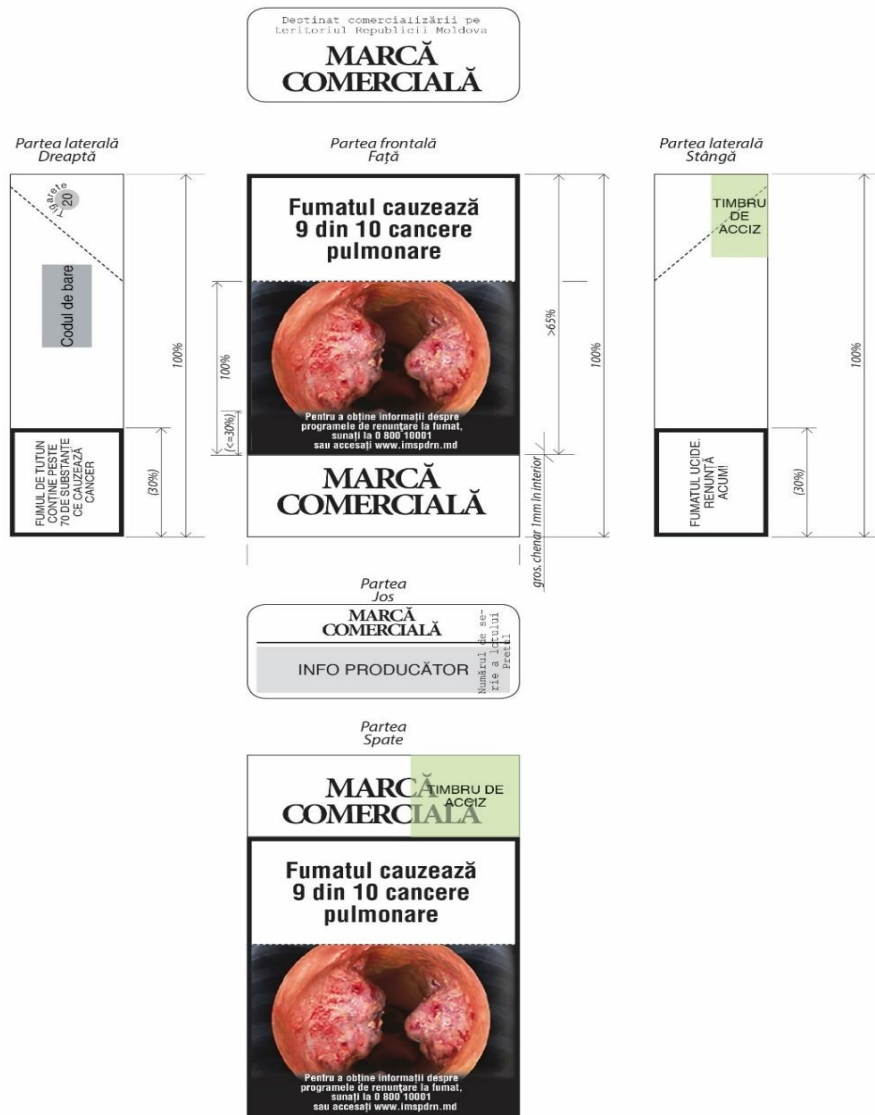 Destinat comercializării pe
teritoriul Republicii Moldova
MARCĂ
COMERCIALĂ
Partea laterală
Dreaptă
Partea frontală
Față
Partea laterală
Stângă
Țigarete
20
Codul de bare
FUMUL DE TUTUN
CONȚINE PESTE
70 DE SUBSTANȚE
CE CAUZEAZĂ
CANCER
100%
(30%)
Fumatul cauzează
9 din 10 cancere
pulmonare
Pentru a obține informații despre
programele de renunțare la fumat,
sunați la 0 800 10001
sau accesați www.imspdrn.md
MARCĂ
COMERCIALĂ
100%
(<=30%)
>65%
100%
gros. chenar 1mm în interior
TIMBRU
DE
ACCIZ
FUMATUL UCIDE.
RENUNȚĂ
ACUM!
100%
(30%)
Partea
Jos
MARCĂ
COMERCIALĂ
INFO PRODUCĂTOR
Numărul de se-
rie a lotului
Prețul
Partea
Spate
MARCĂ
COMERCIALĂ
TIMBRU DE
ACCIZ
Fumatul cauzează
9 din 10 cancere
pulmonare
Pentru a obține informații despre
programele de renunțare la fumat,
sunați la 0 800 10001
sau accesați www.imspdrn.md